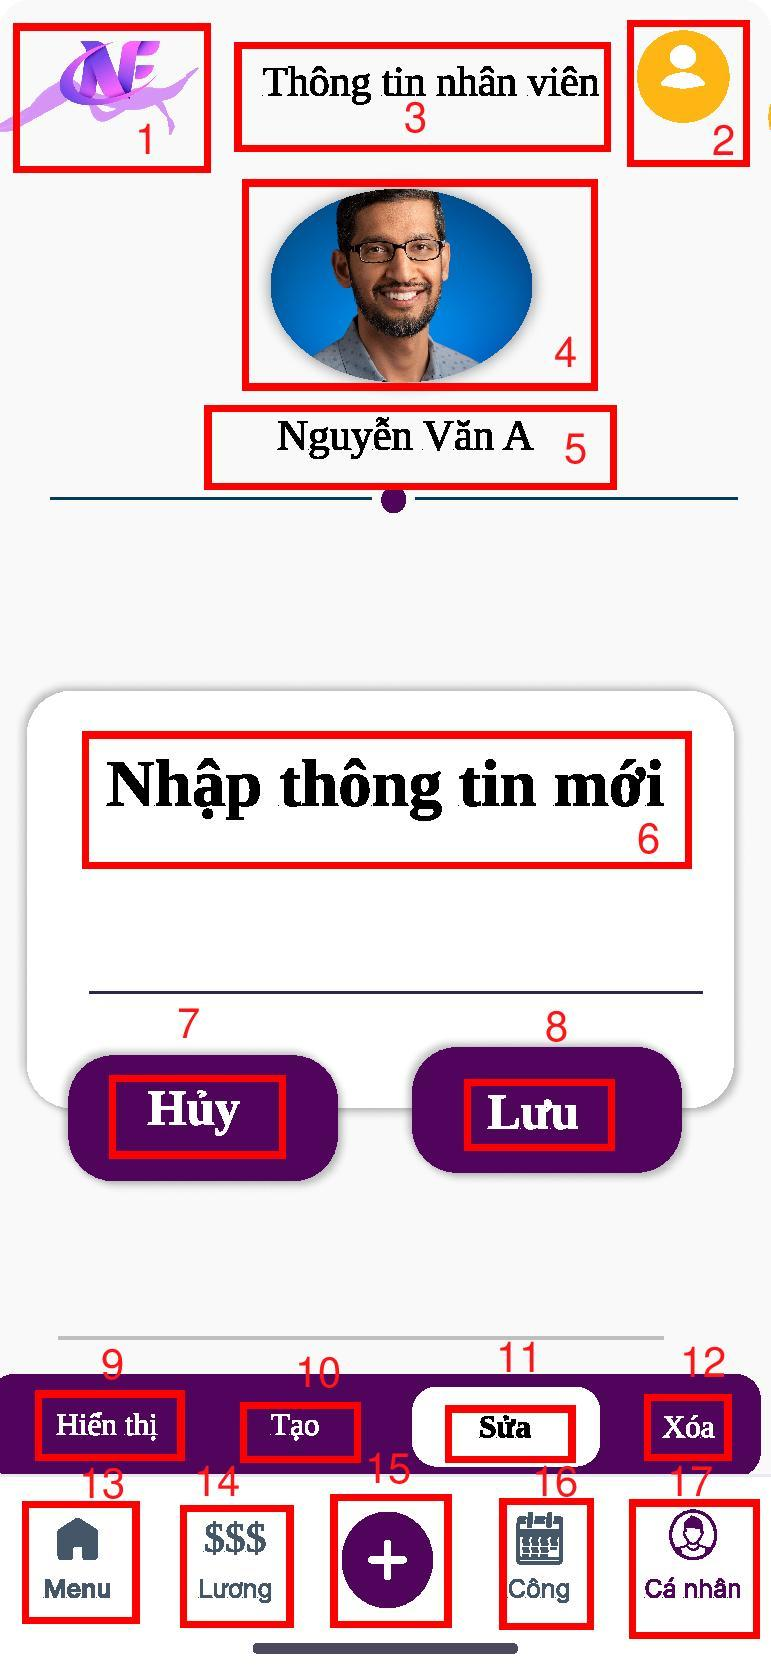 NF
1
Thông tin nhân viên
3
2
4
Nguyễn Văn A
5
Nhập thông tin mới
6
7
8
Hủy
Lưu
9
10
11
12
Hiển thị
Tạo
Sửa
Xóa
13
14
15
16
17
$$$
Menu
Lương
Công
Cá nhân